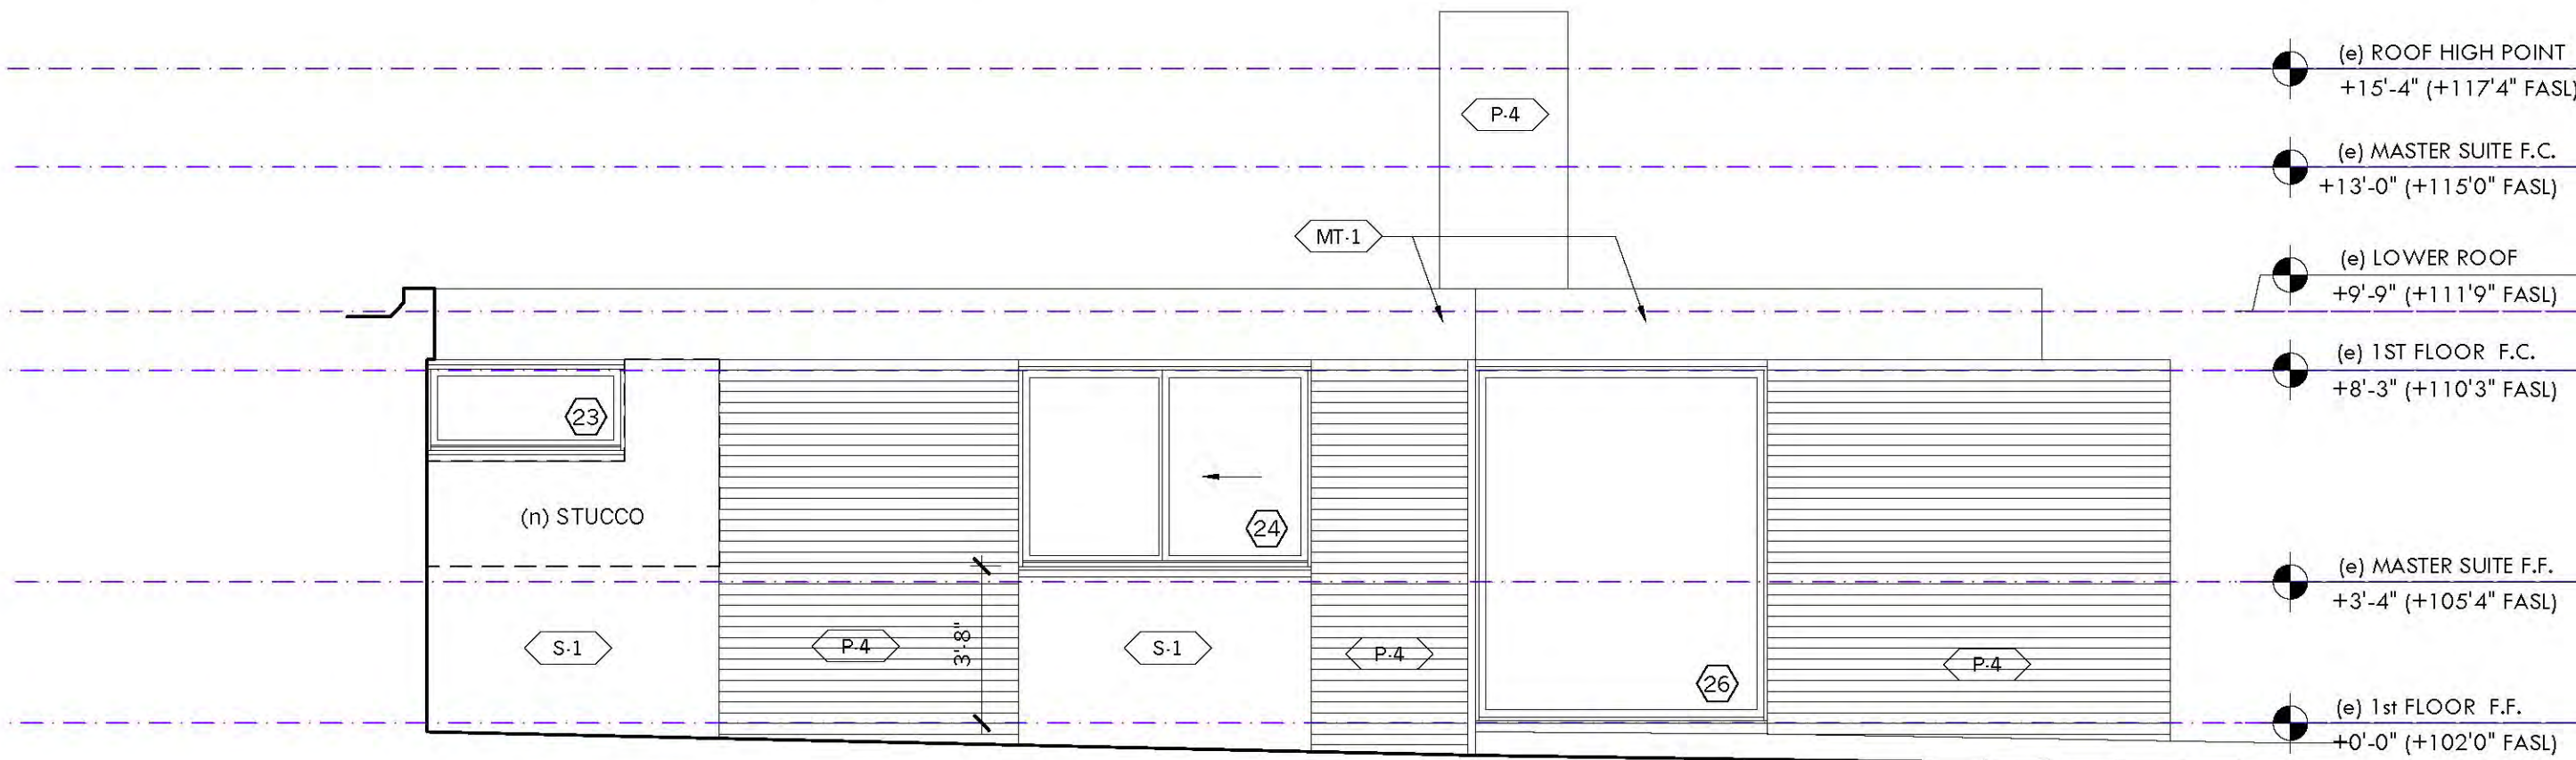 (e) ROOF HIGH POINT
+15'-4" (+117'4" FASL)
P-4
(e) MASTER SUITE F.C.
+13'-0" (+115'0" FASL)
MT-1
(e) LOWER ROOF
+9'-9" (+111'9" FASL)
(e) 1ST FLOOR F.C.
+8'-3" (+110'3" FASL)
23
(n) STUCCO
24
(e) MASTER SUITE F.F.
+3'-4" (+105'4" FASL)
S-1
P-4
3'-8"
S-1
P-4
26
P-4
(e) 1st FLOOR F.F.
+0'-0" (+102'0" FASL)